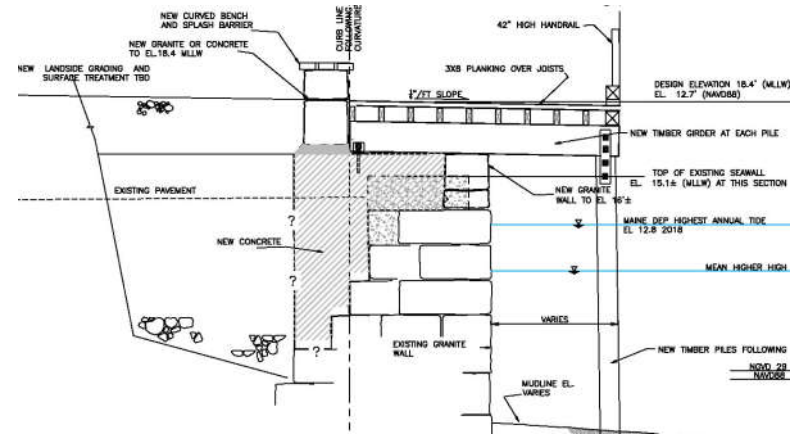 NEW CURVED BENCH
AND SPLASH BARRIER
CURB LINE
FOLLOWING
CURVATURE
42" HIGH HANDRAIL
NEW GRANITE OR CONCRETE
TO EL.18.4 MLLW
NEW LANDSIDE GRADING AND
SURFACE TREATMENT TBD
3X8 PLANKING OVER JOISTS
"/FT SLOPE
DESIGN ELEVATION 18.4' (MLLW)
EL. 12.7' (NAVD88)
NEW TIMBER GIRDER AT EACH PILE
TOP OF EXISTING SEAWALL
EL. 15.1± (MLLW) AT THIS SECTION
EXISTING PAVEMENT
NEW GRANITE
WALL TO EL 16'±
?
MAINE DEP HIGHEST ANNUAL TIDE
EL 12.8 2018
NEW CONCRETE
MEAN HIGHER HIGH
?
VARIES
?
EXISTING GRANITE
WALL
NEW TIMBER PILES FOLLOWING
NGVD 29
NAVD88
MUDLINE EL.
VARIES